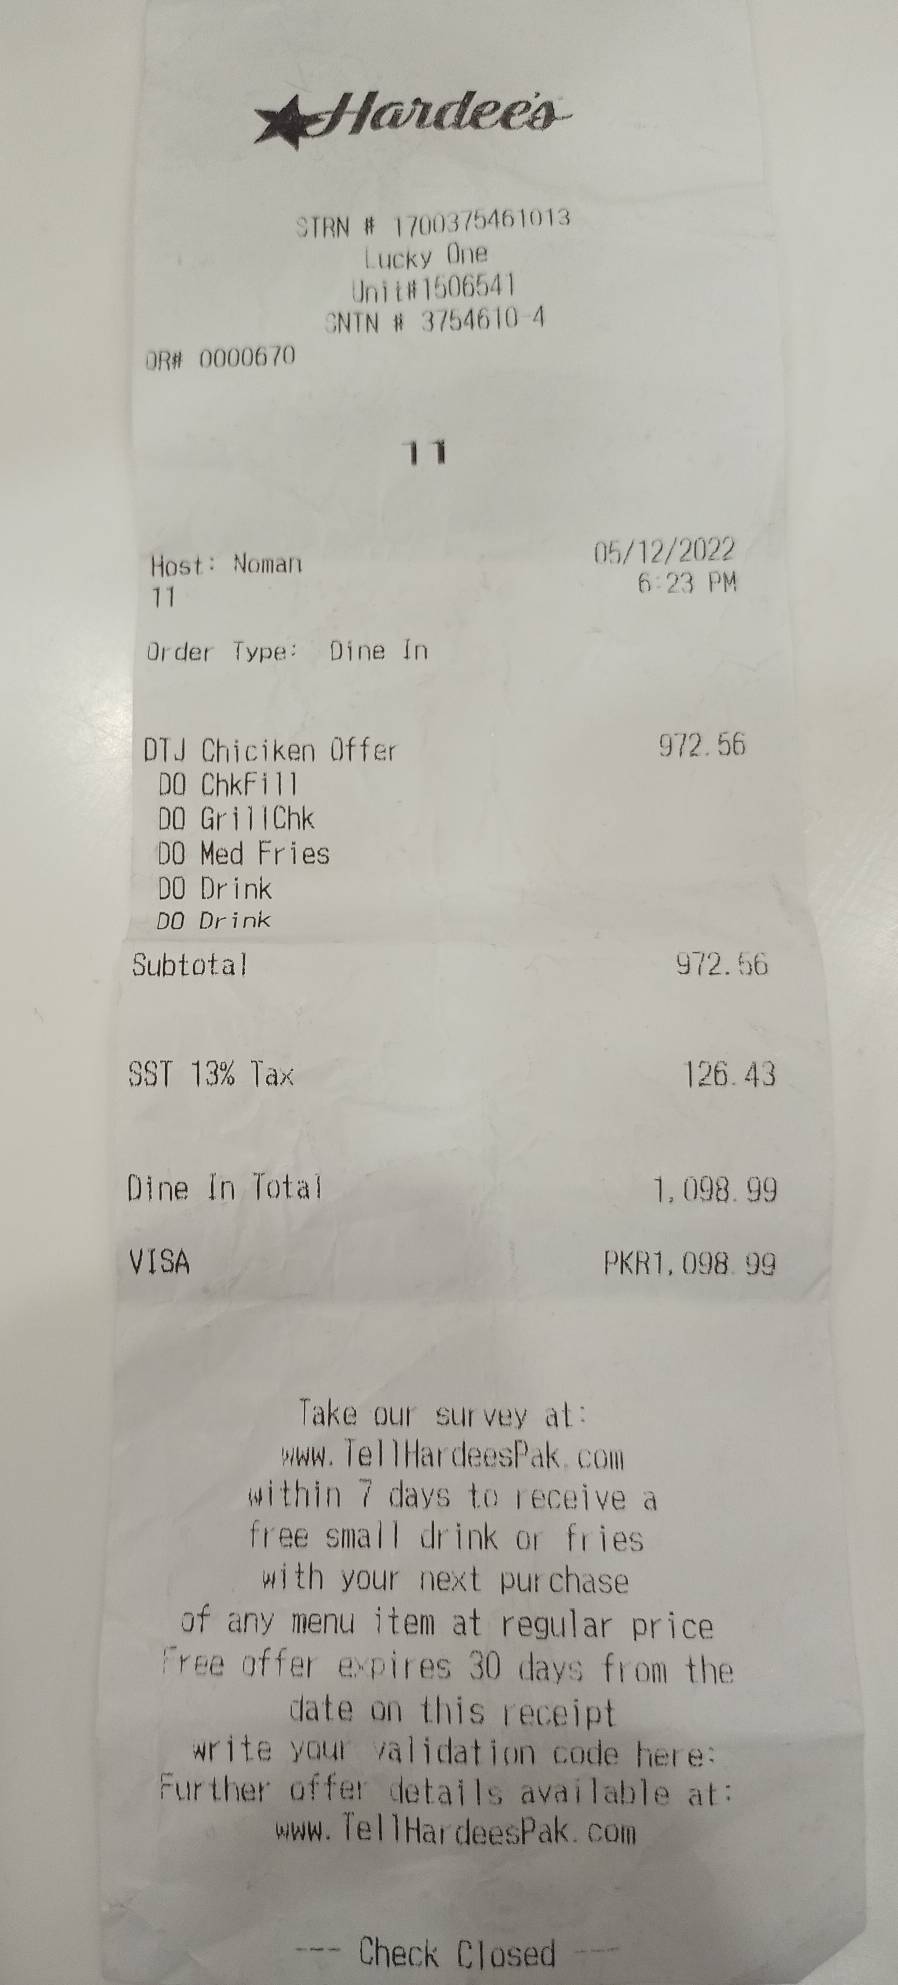 Hardee's
STRN # 1700375461013
Lucky One
Unit#1506541
SNTN # 3754610-4
OR# 0000670
11
Host: Noman 05/12/2022
11 6:23 PM
Order Type: Dine In
DTJ Chiciken Offer 972.56
DO ChkFill
DO GrillChk
DO Med Fries
DO Drink
DO Drink
Subtotal 972.56
SST 13% Tax 126.43
Dine In Total 1,098.99
VISA PKR1,098.99
Take our survey at:
www.TellHardeesPak.com
within 7 days to receive a
free small drink or fries
with your next purchase
of any menu item at regular price
Free offer expires 30 days from the
date on this receipt
write your validation code here:
Further offer details available at:
www.TellHardeesPak.com
--- Check Closed ---